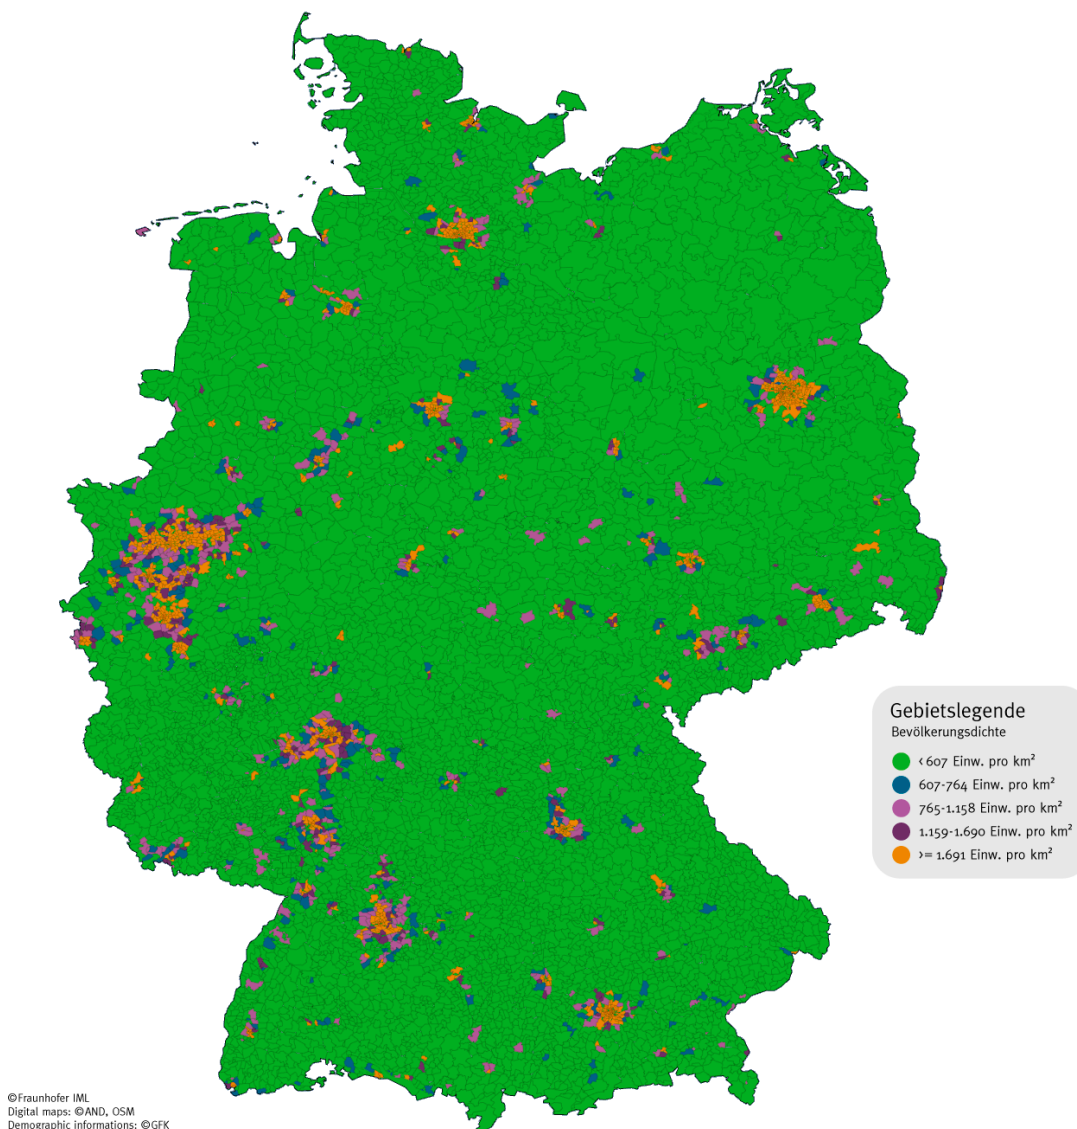 Gebietslegende
Bevölkerungsdichte
< 607 Einw. pro km²
607-764 Einw. pro km²
765-1.158 Einw. pro km²
1.159-1.690 Einw. pro km²
>= 1.691 Einw. pro km²
©Fraunhofer IML
Digital maps: ©AND, OSM
Demographic informations: ©GFK